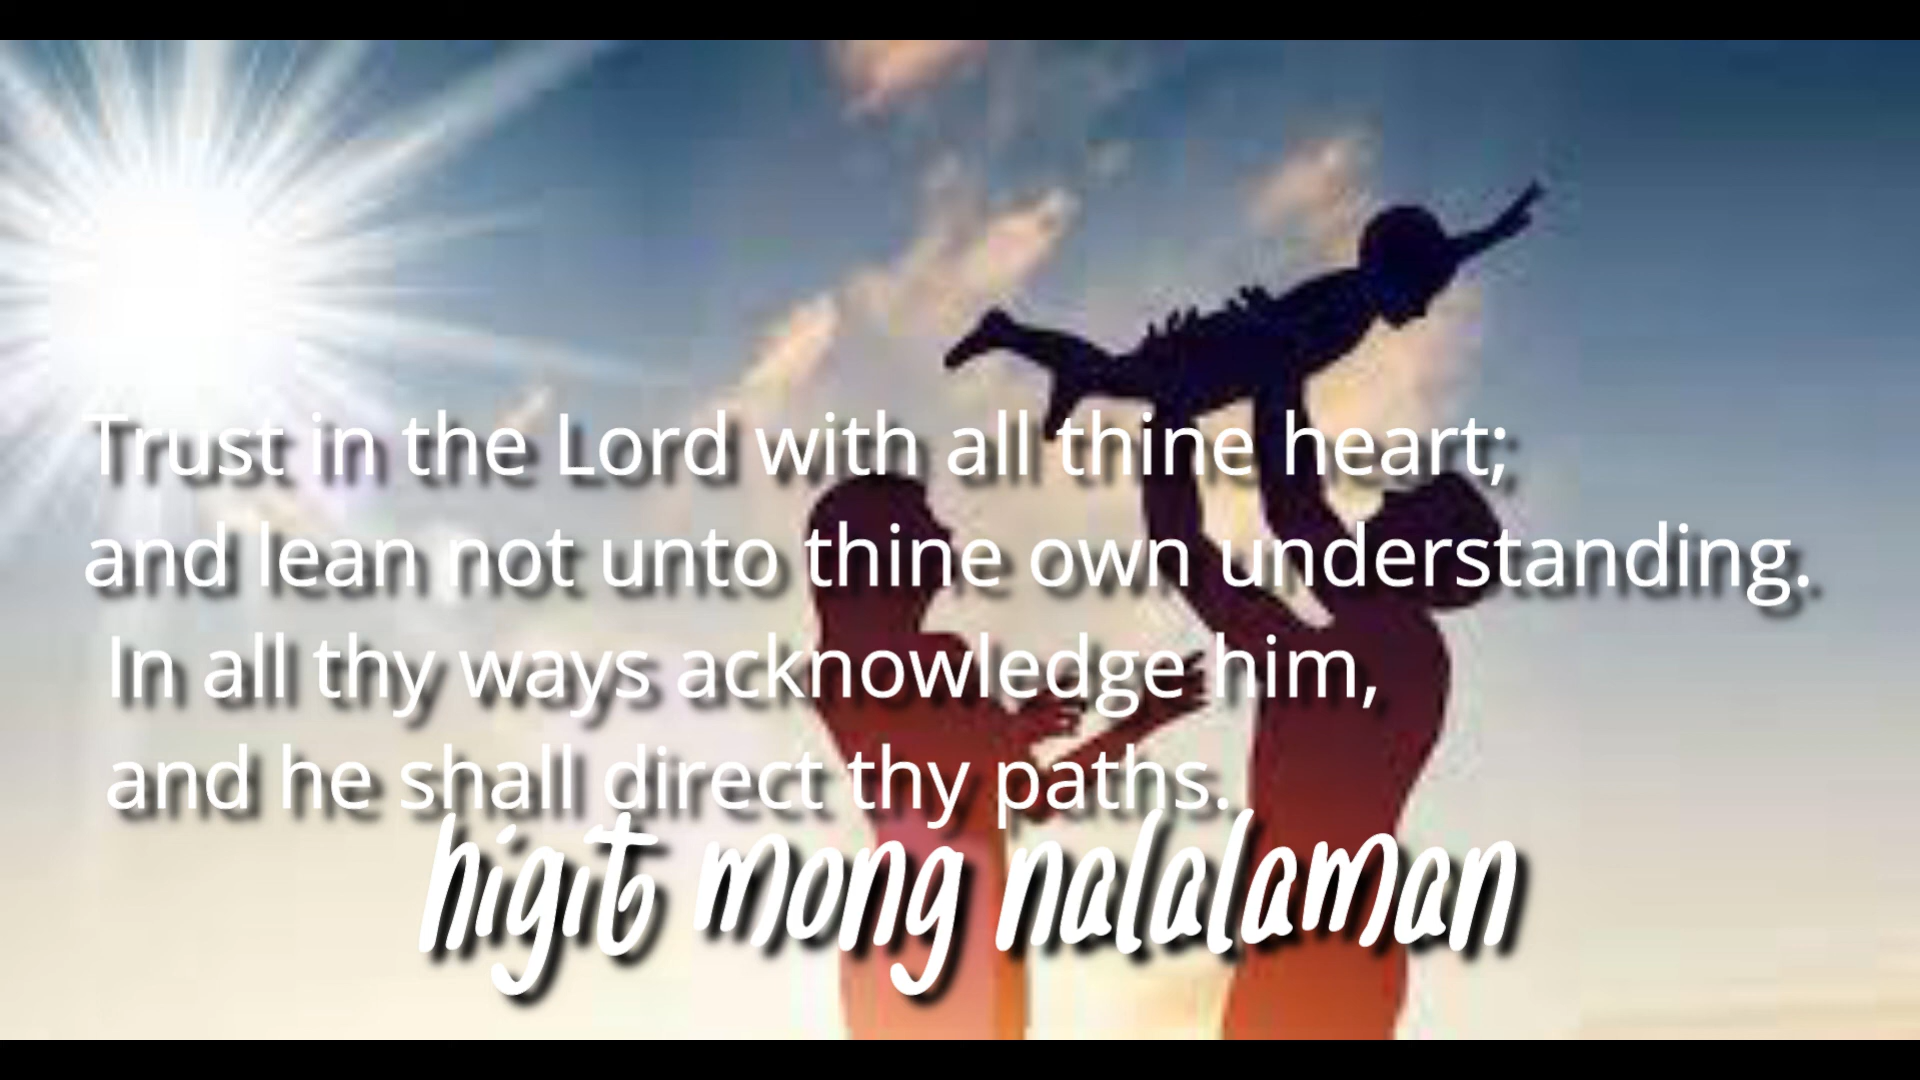 Trust in the Lord with all thine heart;
and lean not unto thine own understanding.
In all thy ways acknowledge him,
and he shall direct thy paths.
higit mong nalalaman